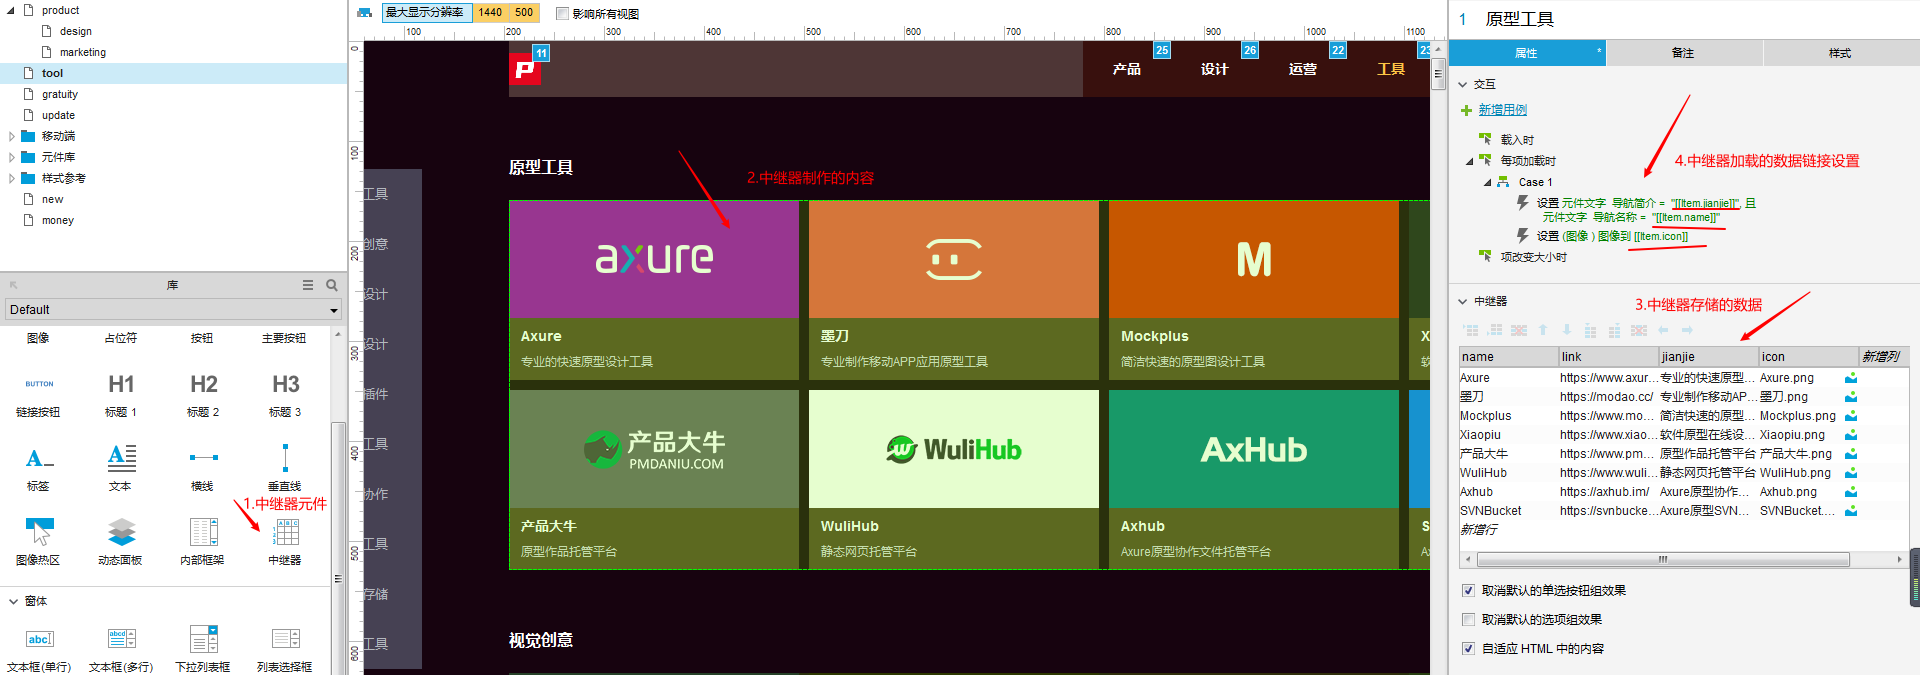 product
design
marketing
tool
gratuity
update
移动端
元件库
样式参考
new
money
库
Default
图像
占位符
按钮
主要按钮
BUTTON
H1
H2
H3
链接按钮
标题 1
标题 2
标题 3
A_
A
标签
文本
横线
垂直线
1.中继器元件
图像热区
动态面板
内部框架
中继器
窗体
abc
abcd
文本框(单行)
文本框(多行)
下拉列表框
列表选择框
最大显示分辨率
1440
500
影响所有视图
100
200
300
400
500
600
700
800
900
1000
1100
0
100
200
300
400
500
600
11
25
26
22
23
产品
设计
运营
工具
工具
创意
设计
设计
插件
工具
协作
工具
存储
工具
原型工具
2.中继器制作的内容
axure
M
Axure
专业的快速原型设计工具
墨刀
专业制作移动APP应用原型工具
Mockplus
简洁快速的原型图设计工具
X
软
产品大牛
PMDANIU.COM
WuliHub
AxHub
产品大牛
原型作品托管平台
WuliHub
静态网页托管平台
Axhub
Axure原型协作文件托管平台
S
Ax
视觉创意
1
原型工具
属性
*
备注
样式
交互
新增用例
载入时
每项加载时
4.中继器加载的数据链接设置
Case 1
设置 元件文字 导航简介 = "[[Item.jianjie]]", 且
元件文字 导航名称 = "[[Item.name]]"
设置 (图像) 图像到 [[Item.icon]]
项改变大小时
中继器
3.中继器存储的数据
name link jianjie icon 新增列
Axure https://www.axur... 专业的快速原型... Axure.png
墨刀 https://modao.cc/ 专业制作移动AP... 墨刀.png
Mockplus https://www.mo... 简洁快速的原型... Mockplus.png
Xiaopiu https://www.xiao... 软件原型在线设... Xiaopiu.png
产品大牛 https://www.pm... 原型作品托管平台 产品大牛.png
WuliHub https://www.wuli... 静态网页托管平台 WuliHub.png
Axhub https://axhub.im/ Axure原型协作... Axhub.png
SVNBucket https://svnbucke... Axure原型SVN... SVNBucket....
新增行
取消默认的单选按钮组效果
取消默认的选项组效果
自适应 HTML 中的内容